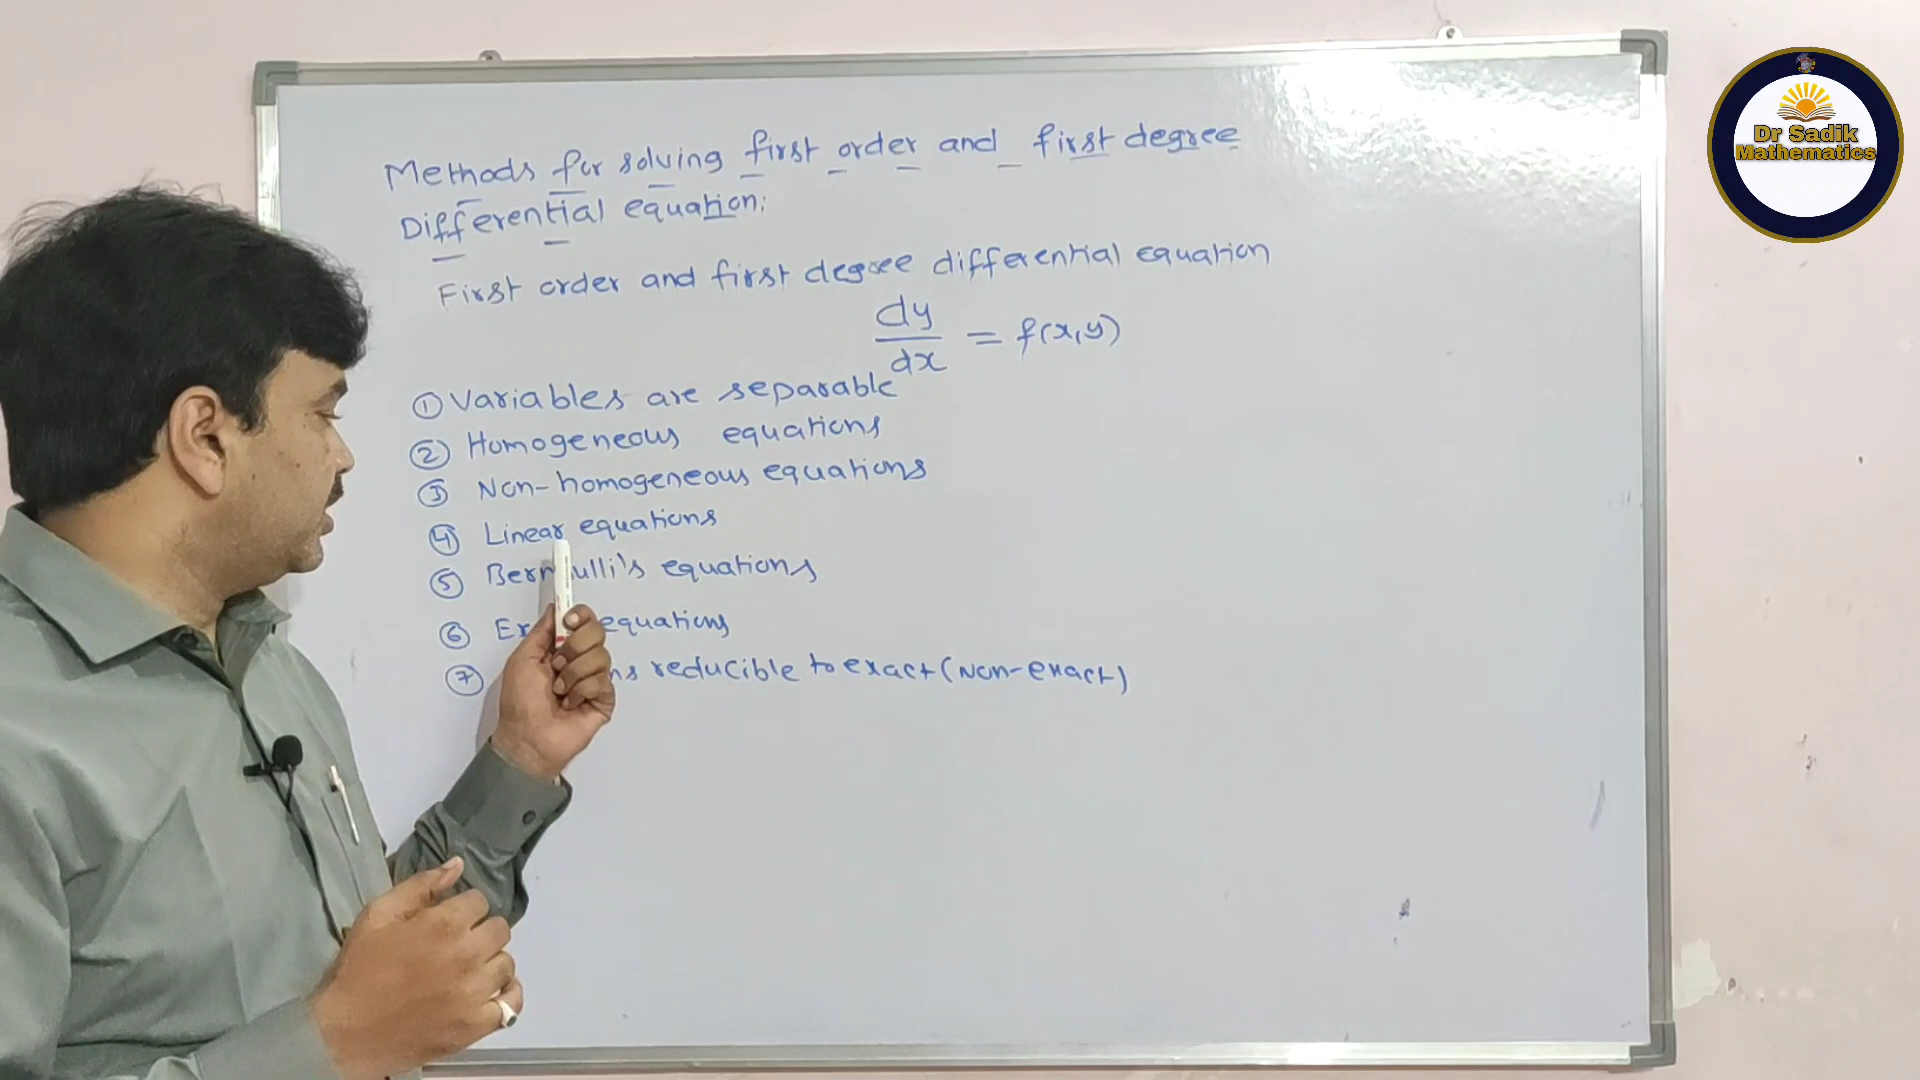 Methods for solving first order and first degree
Differential equation:
First order and first degree differential equation
dy/dx = f(x,y)
① Variables are separable
② Homogeneous equations
③ Non-homogeneous equations
④ Linear equations
⑤ equations
⑥ equations
⑦ reducible to exact (Non-exact)
Dr Sadik
Mathematics